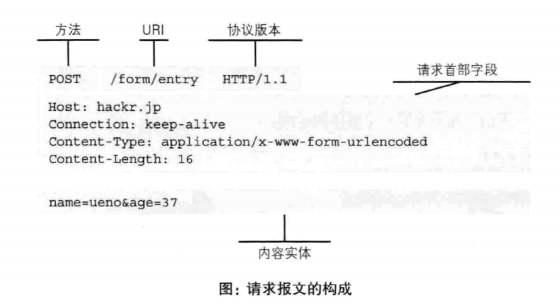 方法 URI 协议版本
请求首部字段
POST /form/entry HTTP/1.1
Host: hackr.jp
Connection: keep-alive
Content-Type: application/x-www-form-urlencoded
Content-Length: 16
name=ueno&age=37
内容实体
图：请求报文的构成